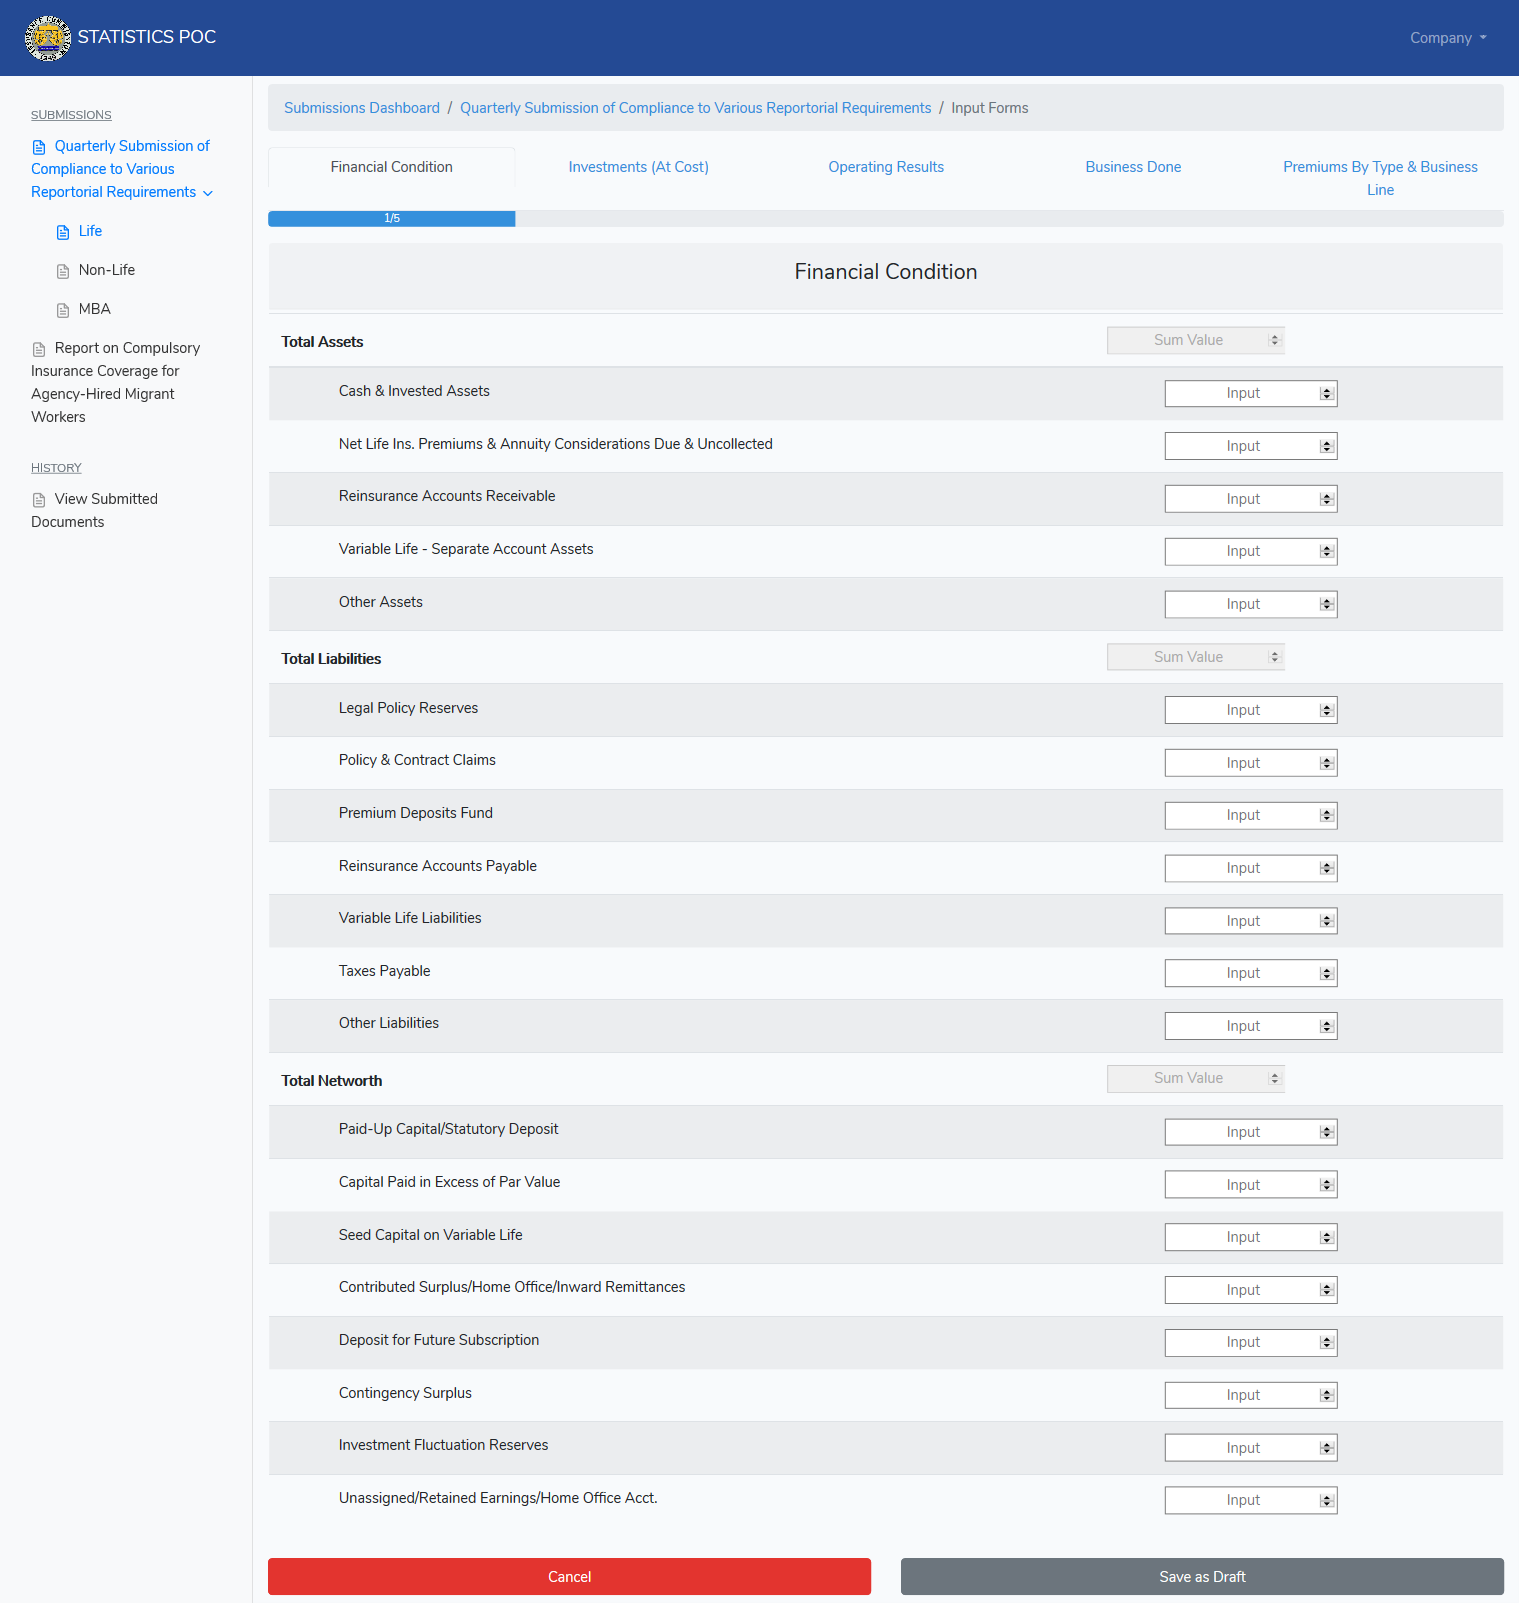 STATISTICS POC
Company
SUBMISSIONS
Quarterly Submission of
Compliance to Various
Reportorial Requirements
Life
Non-Life
MBA
Report on Compulsory
Insurance Coverage for
Agency-Hired Migrant
Workers
HISTORY
View Submitted
Documents
Submissions Dashboard / Quarterly Submission of Compliance to Various Reportorial Requirements / Input Forms
Financial Condition
Investments (At Cost)
Operating Results
Business Done
Premiums By Type & Business
Line
1/5
Financial Condition
Total Assets Sum Value
Cash & Invested Assets Input
Net Life Ins. Premiums & Annuity Considerations Due & Uncollected Input
Reinsurance Accounts Receivable Input
Variable Life - Separate Account Assets Input
Other Assets Input
Total Liabilities Sum Value
Legal Policy Reserves Input
Policy & Contract Claims Input
Premium Deposits Fund Input
Reinsurance Accounts Payable Input
Variable Life Liabilities Input
Taxes Payable Input
Other Liabilities Input
Total Networth Sum Value
Paid-Up Capital/Statutory Deposit Input
Capital Paid in Excess of Par Value Input
Seed Capital on Variable Life Input
Contributed Surplus/Home Office/Inward Remittances Input
Deposit for Future Subscription Input
Contingency Surplus Input
Investment Fluctuation Reserves Input
Unassigned/Retained Earnings/Home Office Acct. Input
Cancel
Save as Draft